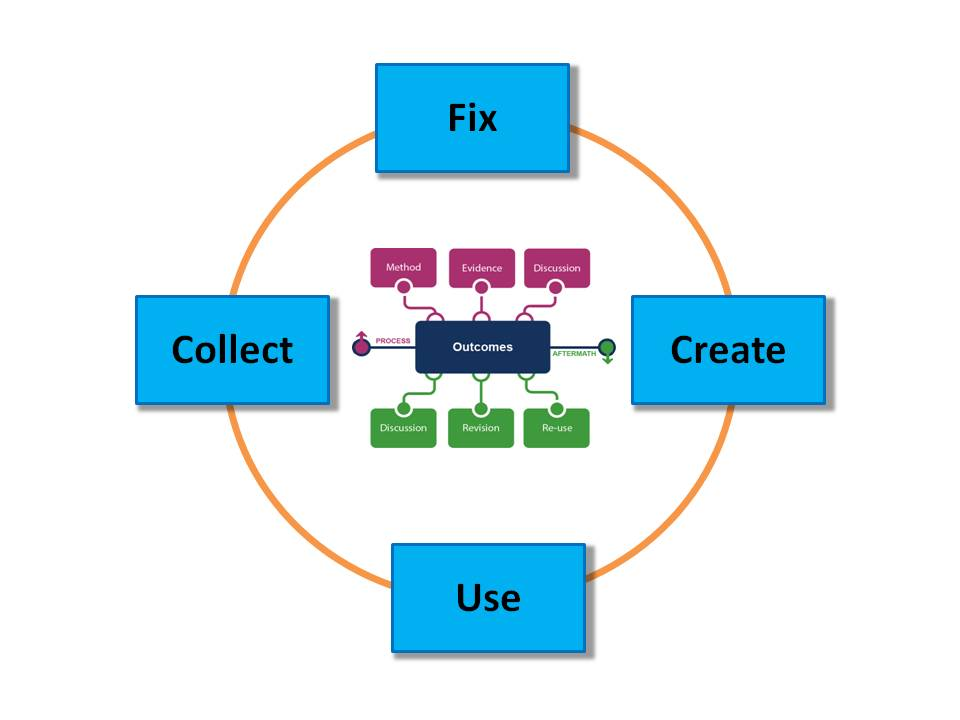 Fix
Method
Evidence
Discussion
Collect
PROCESS
Outcomes
AFTERMATH
Create
Discussion
Revision
Re-use
Use